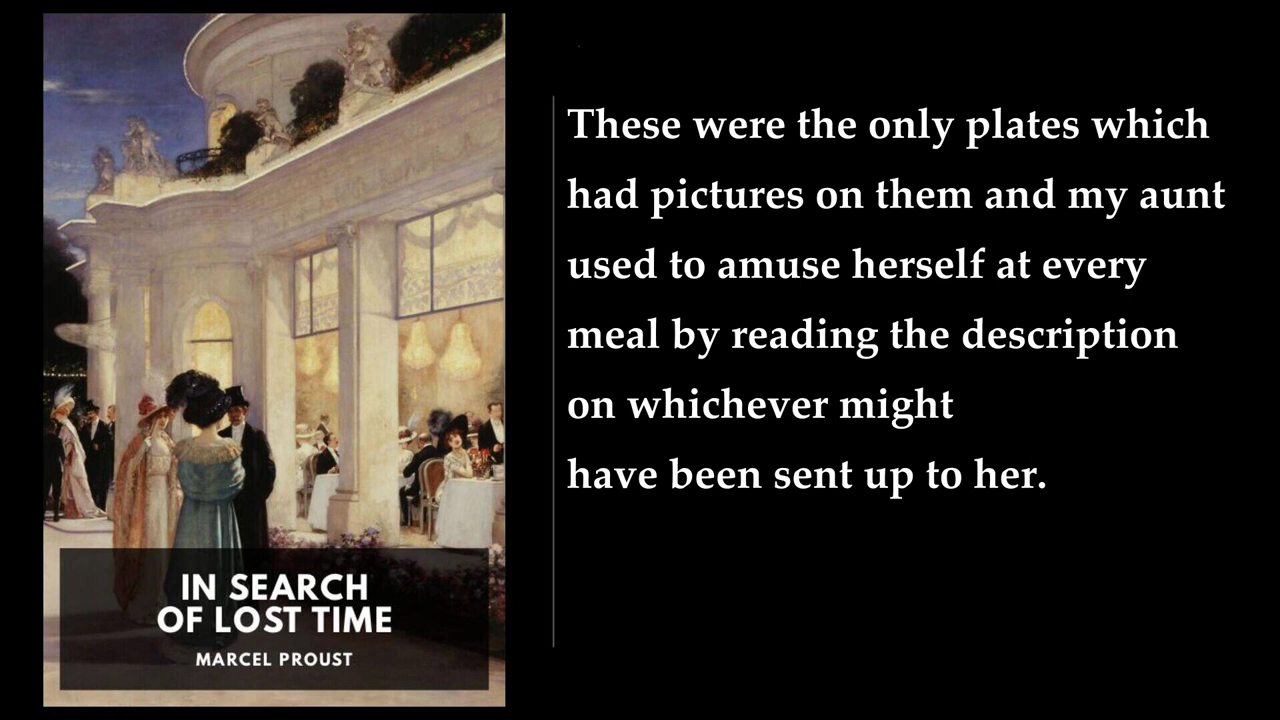 IN SEARCH
OF LOST TIME
MARCEL PROUST
These were the only plates which
had pictures on them and my aunt
used to amuse herself at every
meal by reading the description
on whichever might
have been sent up to her.